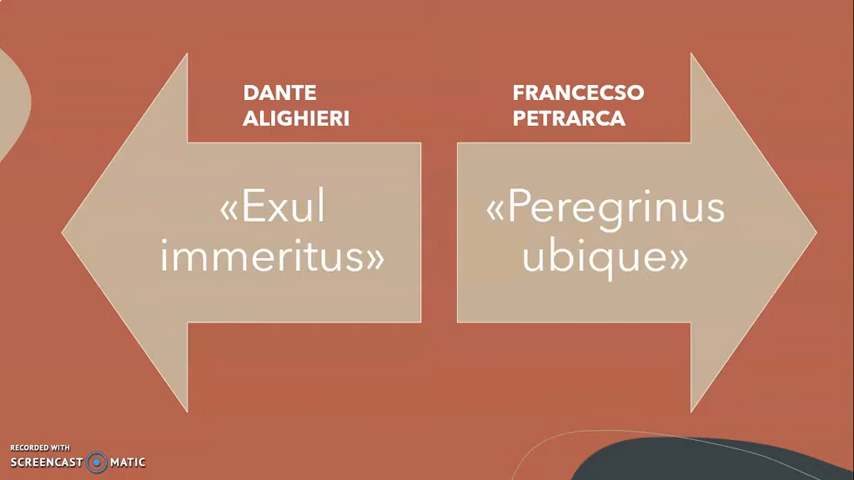 DANTE
ALIGHIERI
«Exul
immeritus»
FRANCECSO
PETRARCA
«Peregrinus
ubique»
RECORDED WITH
SCREENCAST MATIC